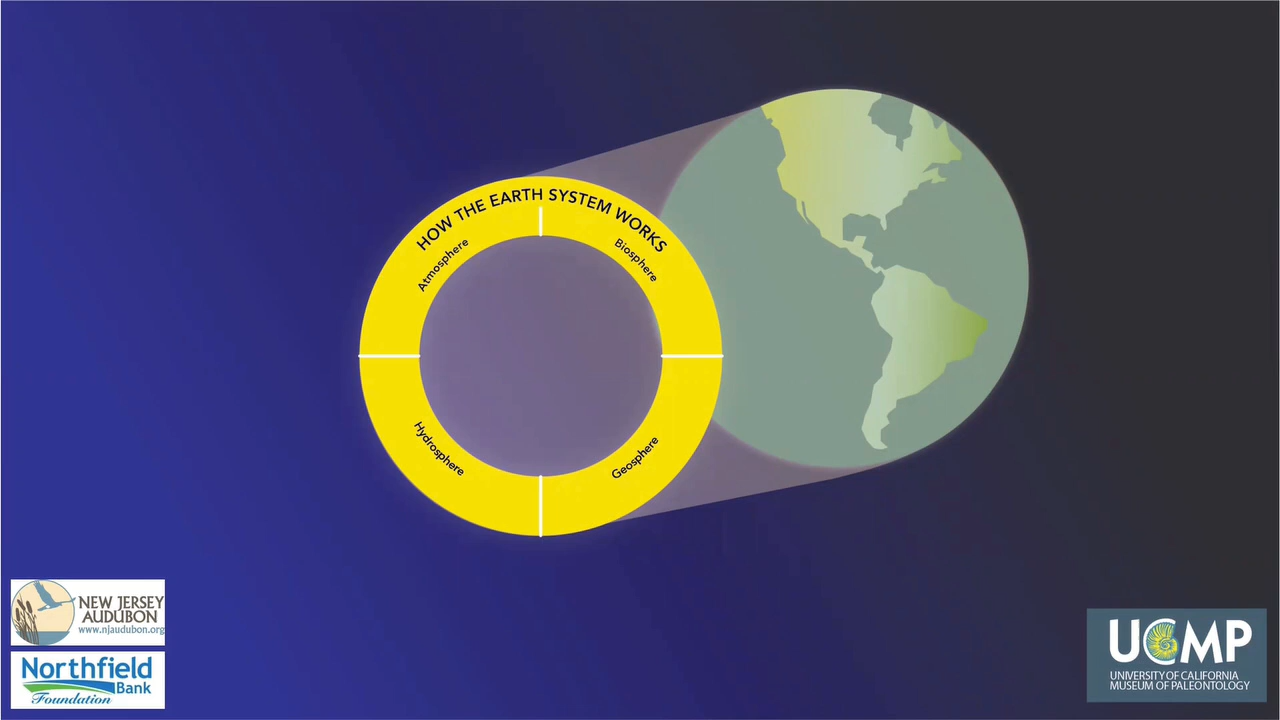 HOW THE EARTH SYSTEM WORKS
Atmosphere
Biosphere
Hydrosphere
Geosphere
NEW JERSEY
AUDUBON
www.njaudubon.org
Northfield
Bank
Foundation
UCMP
UNIVERSITY OF CALIFORNIA
MUSEUM OF PALEONTOLOGY